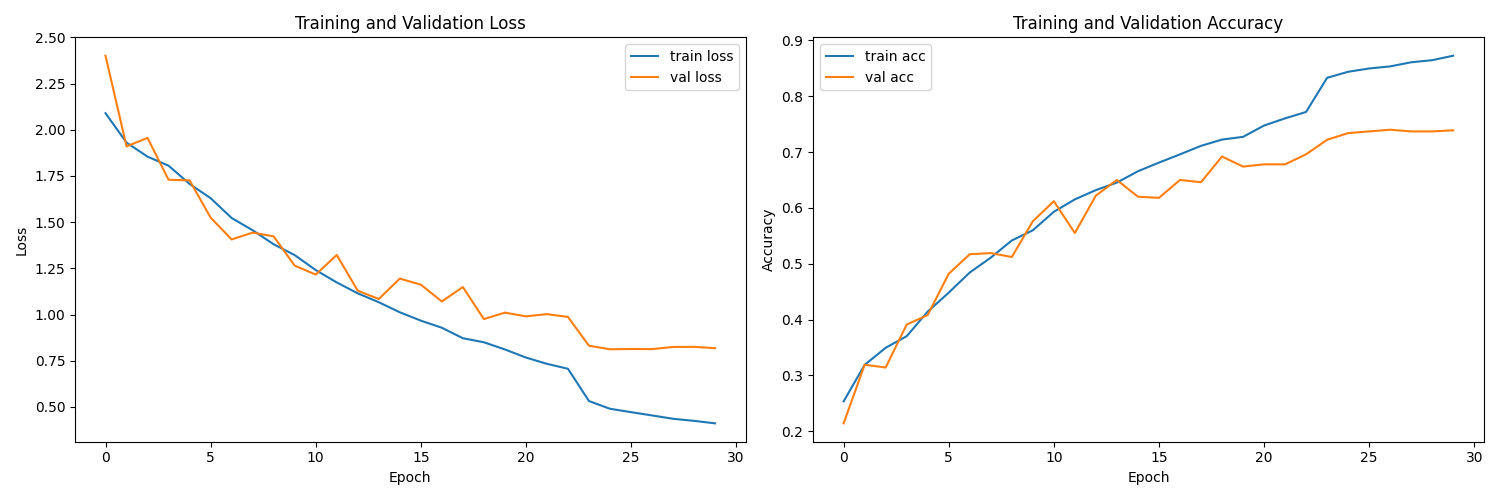 Training and Validation Loss
2.50
2.25
2.00
1.75
1.50
1.25
1.00
0.75
0.50
Loss
0 5 10 15 20 25 30
Epoch
train loss
val loss
Training and Validation Accuracy
0.9
0.8
0.7
0.6
0.5
0.4
0.3
0.2
Accuracy
0 5 10 15 20 25 30
Epoch
train acc
val acc